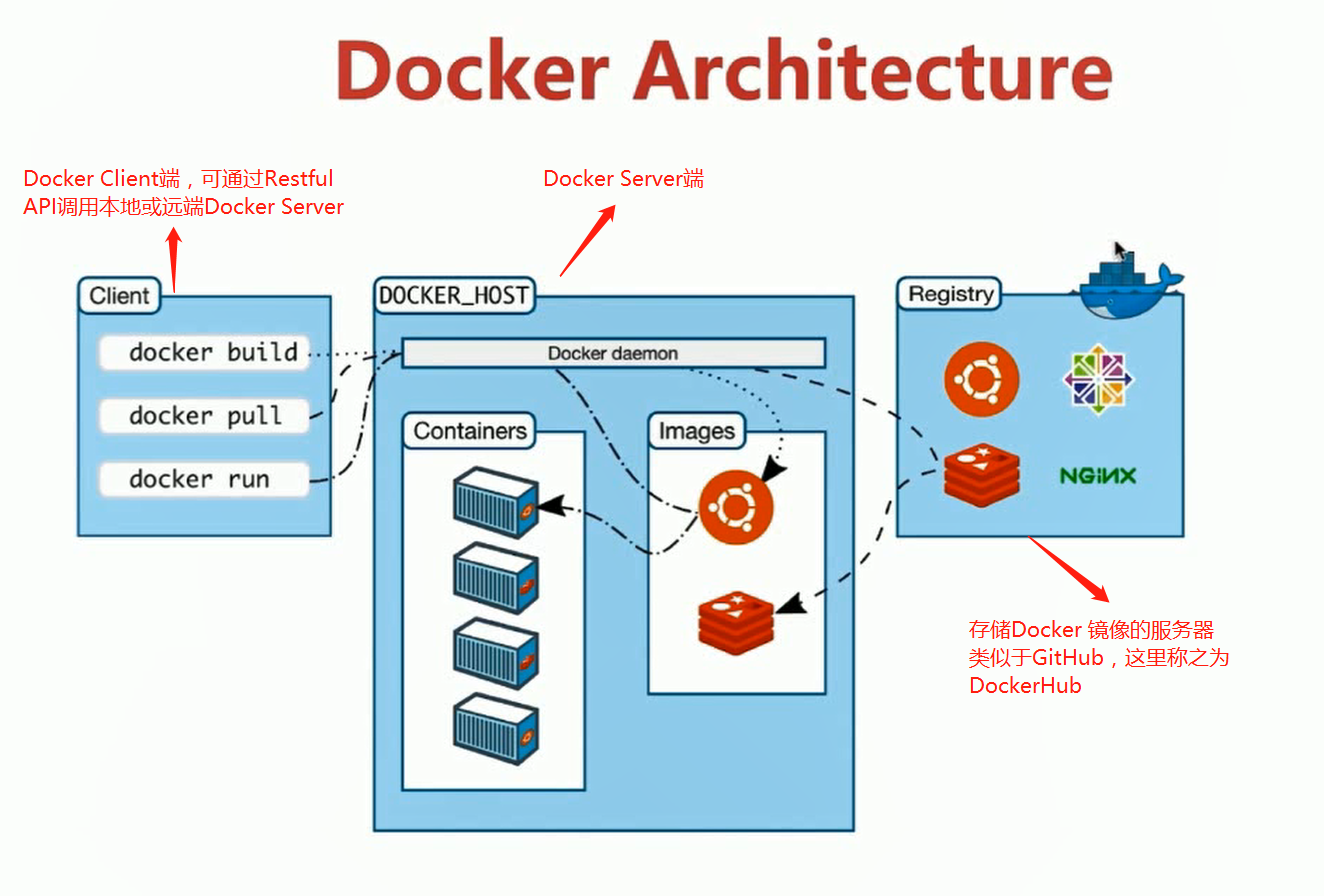 Docker Architecture
Docker Client端，可通过Restful
API调用本地或远端Docker Server
Docker Server端
Client
docker build
docker pull
docker run
DOCKER_HOST
Docker daemon
Containers
Images
Registry
NGINX
存储Docker 镜像的服务器
类似于GitHub，这里称之为
DockerHub